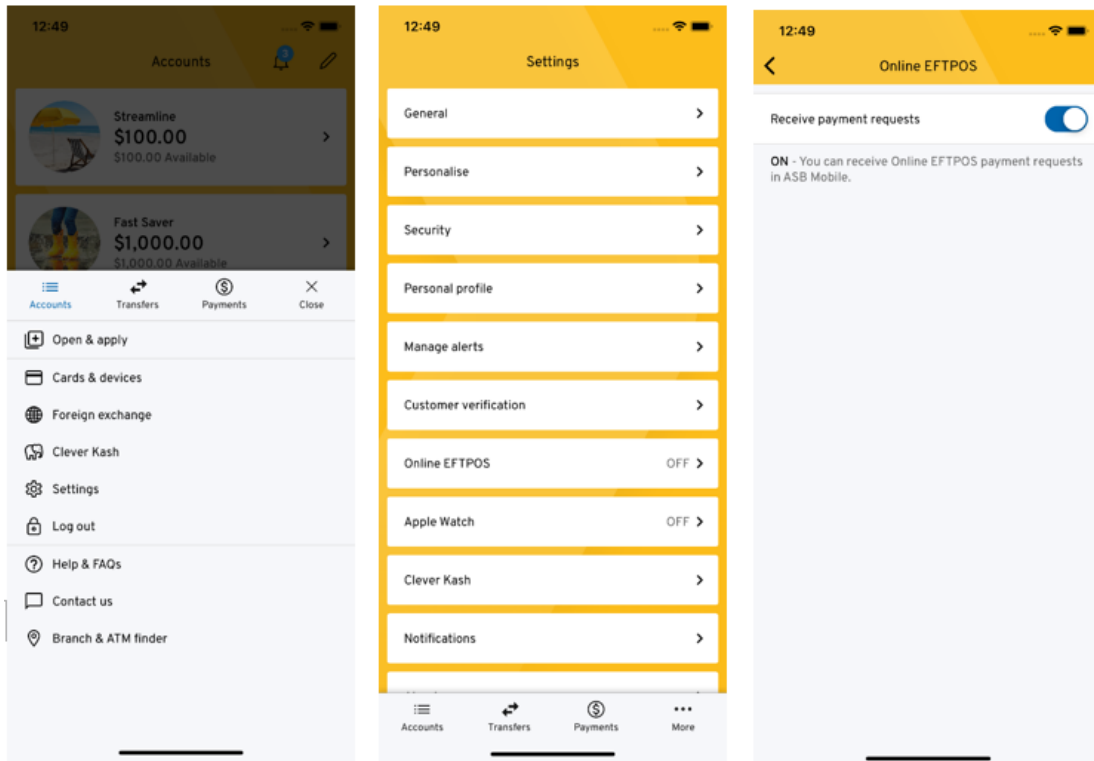 12:49
Accounts
3
Streamline
$100.00
$100.00 Available
Fast Saver
$1,000.00
$1,000.00 Available
Accounts Transfers Payments Close
Open & apply
Cards & devices
Foreign exchange
Clever Kash
Settings
Log out
Help & FAQs
Contact us
Branch & ATM finder
12:49
Settings
General
Personalise
Security
Personal profile
Manage alerts
Customer verification
Online EFTPOS OFF
Apple Watch OFF
Clever Kash
Notifications
Accounts Transfers Payments More
12:49
Online EFTPOS
Receive payment requests
ON - You can receive Online EFTPOS payment requests
in ASB Mobile.